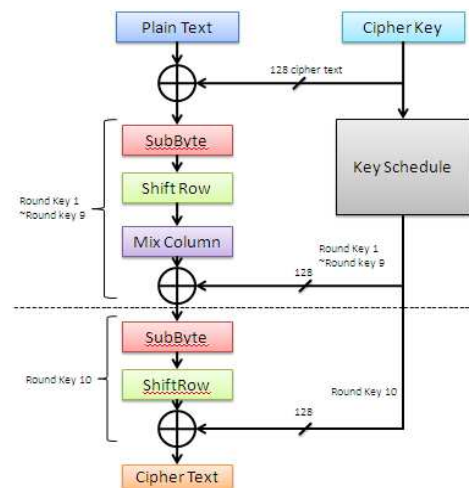 Plain Text
Cipher Key
128 cipher text
SubByte
Key Schedule
Shift Row
Round Key 1
~Round key 9
Mix Column
Round Key 1
~Round key 9
128
SubByte
Round Key 10
ShiftRow
Round Key 10
128
Cipher Text